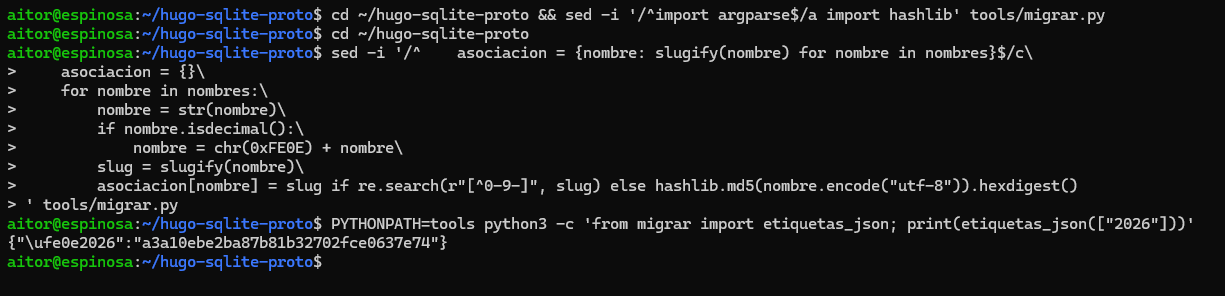 aitor@espinosa:~/hugo-sqlite-proto$ cd ~/hugo-sqlite-proto && sed -i '/^import argparse$/a import hashlib' tools/migrar.py
aitor@espinosa:~/hugo-sqlite-proto$ cd ~/hugo-sqlite-proto
aitor@espinosa:~/hugo-sqlite-proto$ sed -i '/^    asociacion = {nombre: slugify(nombre) for nombre in nombres}$/c\
>     asociacion = {}\
>     for nombre in nombres:\
>         nombre = str(nombre)\
>         if nombre.isdecimal():\
>             nombre = chr(0xFE0E) + nombre\
>         slug = slugify(nombre)\
>         asociacion[nombre] = slug if re.search(r"[^0-9-]", slug) else hashlib.md5(nombre.encode("utf-8")).hexdigest()
> ' tools/migrar.py
aitor@espinosa:~/hugo-sqlite-proto$ PYTHONPATH=tools python3 -c 'from migrar import etiquetas_json; print(etiquetas_json(["2026"]))'
{"\ufe0e2026":"a3a10ebe2ba87b81b32702fce0637e74"}
aitor@espinosa:~/hugo-sqlite-proto$